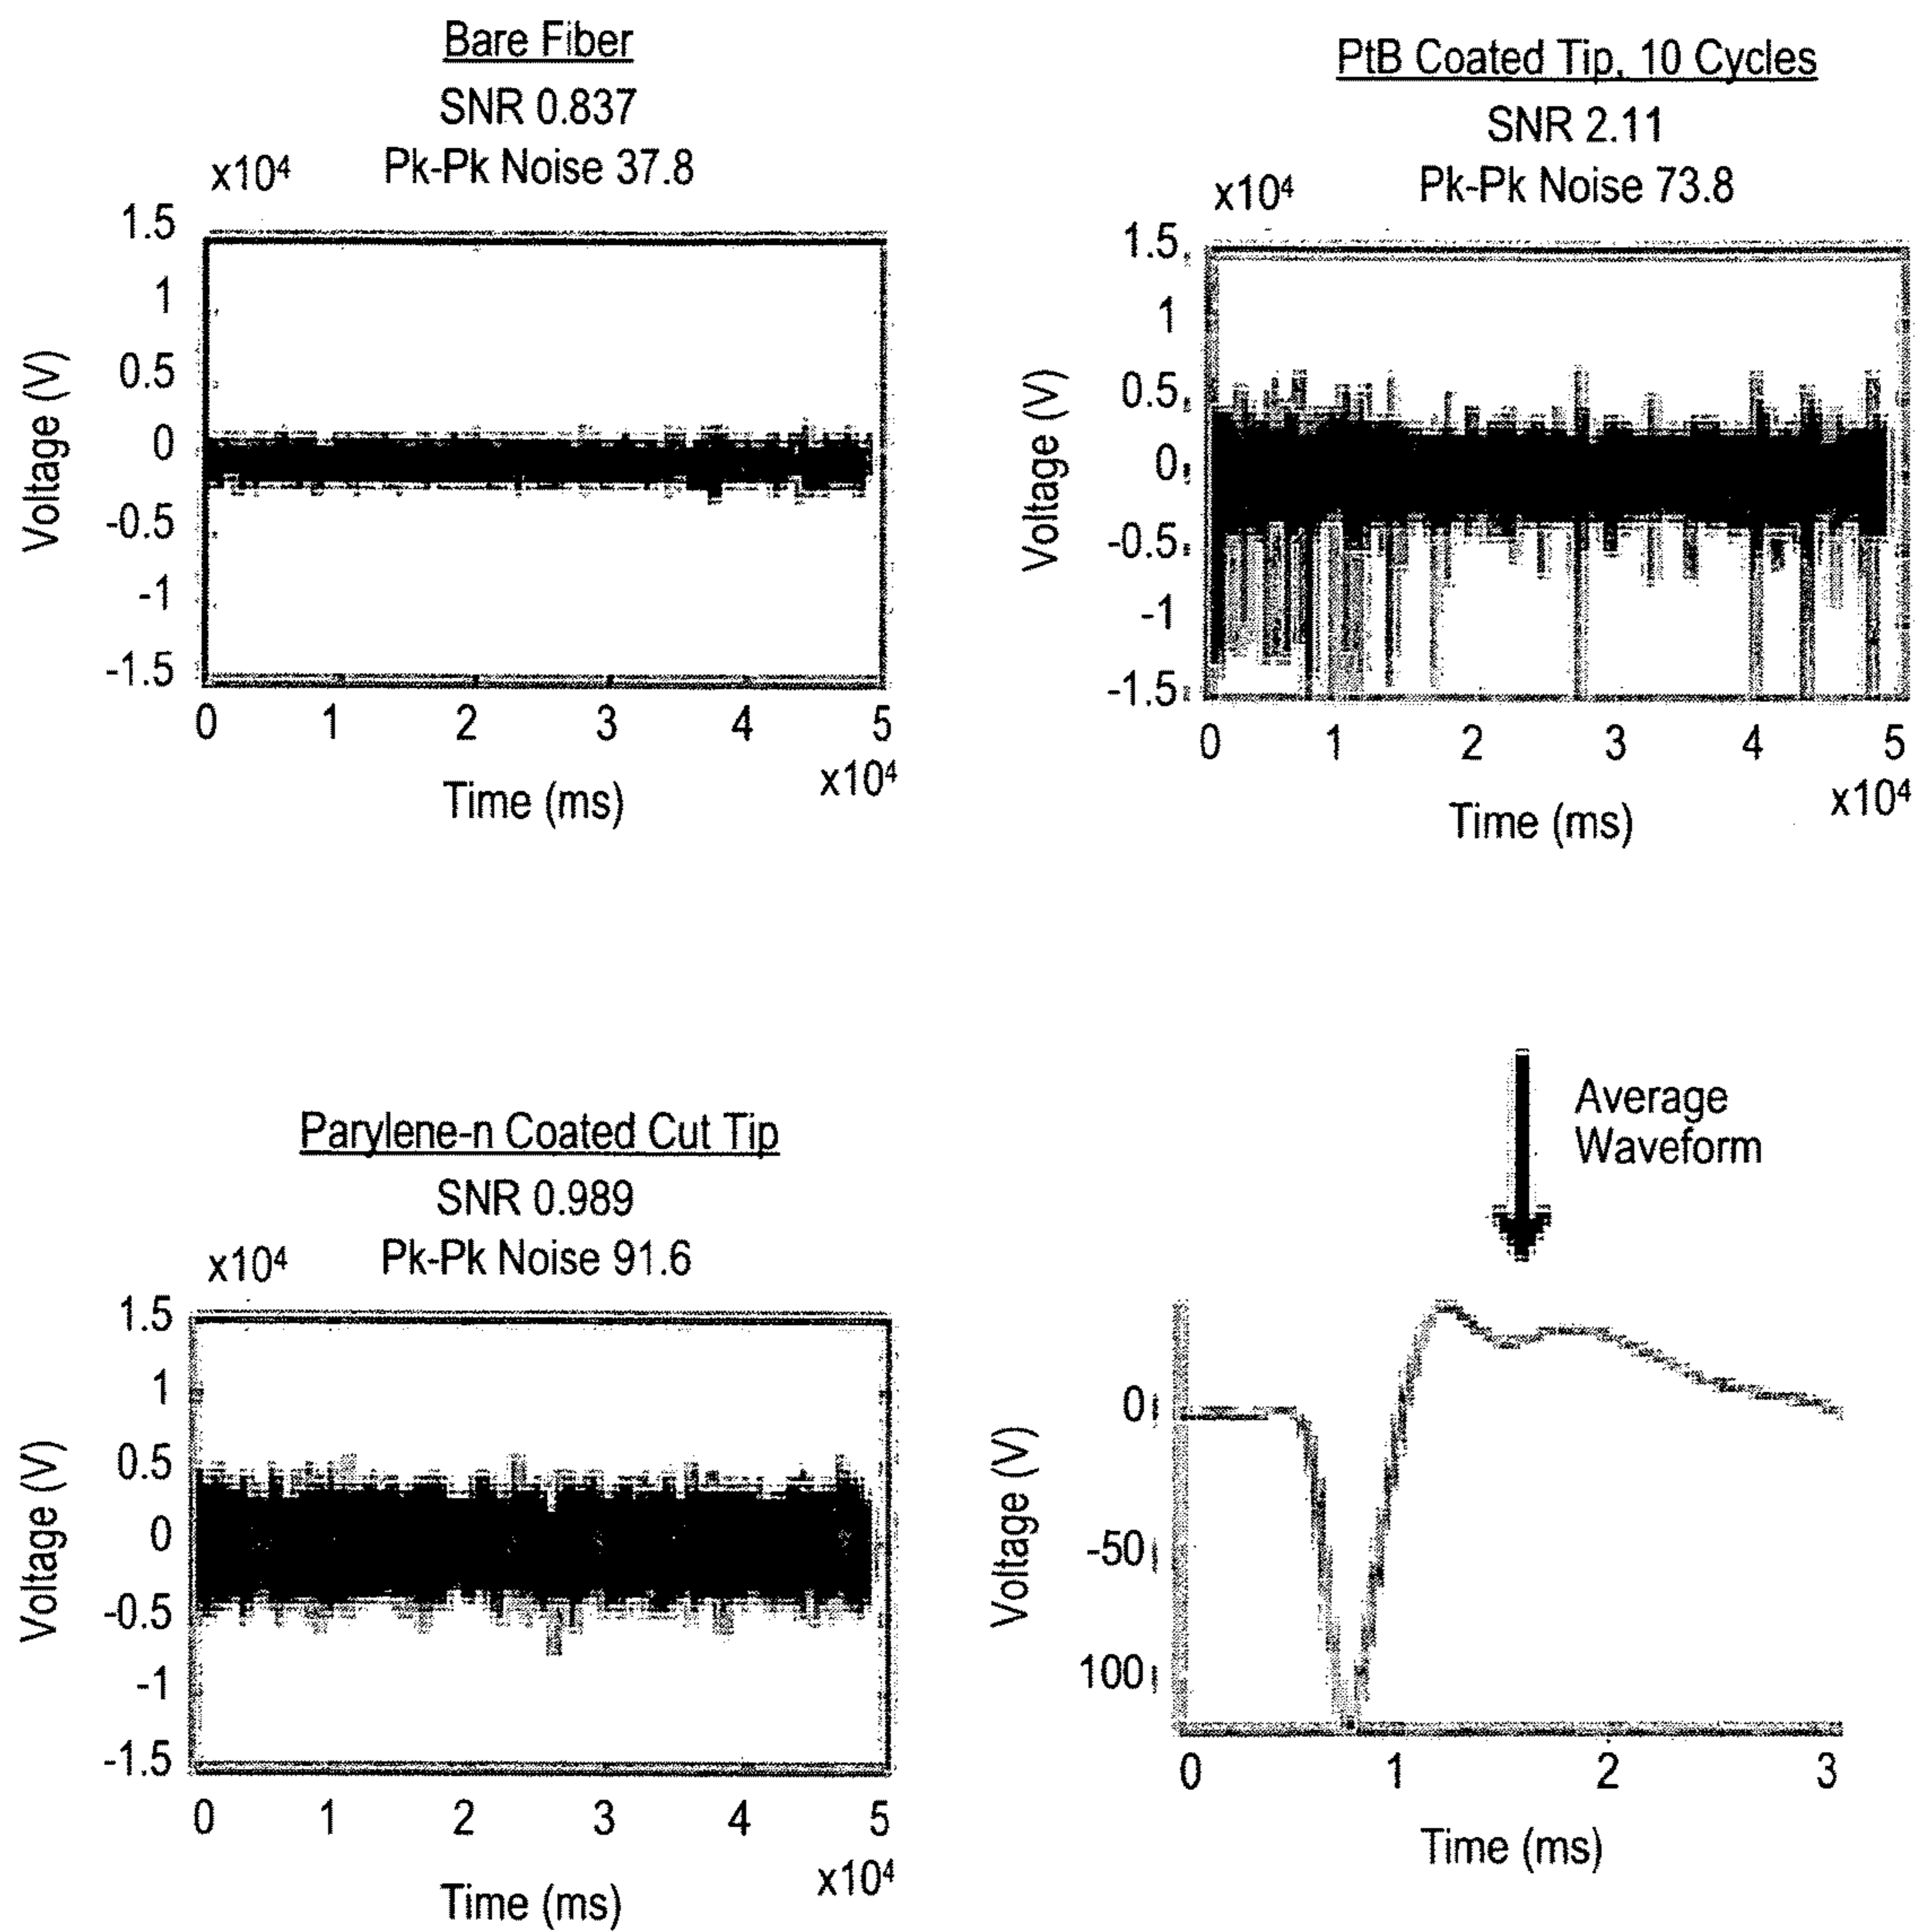 Bare Fiber
SNR 0.837
Pk-Pk Noise 37.8
x10⁴
1.5
1
0.5
0
-0.5
-1
-1.5
Voltage (V)
0 1 2 3 4 5
x10⁴
Time (ms)
PtB Coated Tip, 10 Cycles
SNR 2.11
Pk-Pk Noise 73.8
x10⁴
1.5
1
0.5
0
-0.5
-1
-1.5
Voltage (V)
0 1 2 3 4 5
x10⁴
Time (ms)
Parylene-n Coated Cut Tip
SNR 0.989
Pk-Pk Noise 91.6
x10⁴
1.5
1
0.5
0
-0.5
-1
-1.5
Voltage (V)
0 1 2 3 4 5
x10⁴
Time (ms)
Average
Waveform
0
-50
100
Voltage (V)
0 1 2 3
Time (ms)